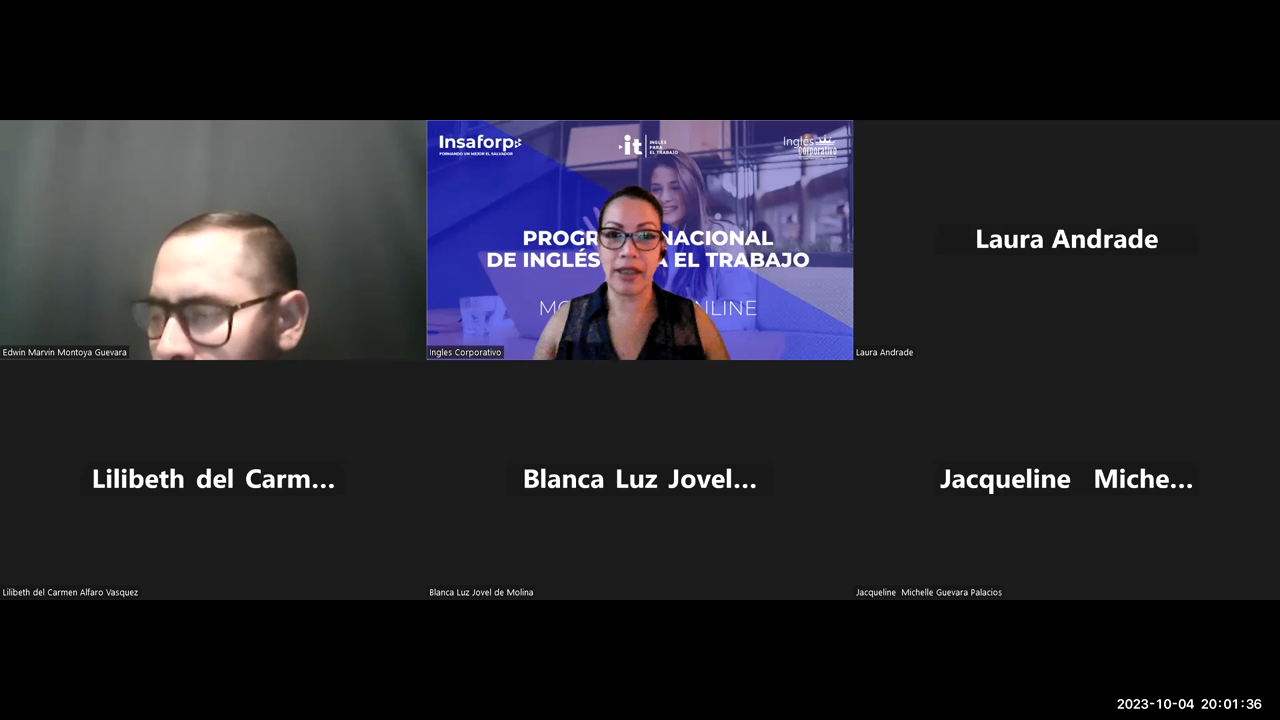 Insaforp
FORMANDO UN MEJOR EL SALVADOR
it
INGLÉS
PARA
EL TRABAJO
Inglés
corporativo
PROGR NACIONAL
DE INGLÉS A EL TRABAJO
MO NLINE
Edwin Marvin Montoya Guevara
Ingles Corporativo
Laura Andrade
Laura Andrade
Lilibeth del Carm...
Blanca Luz Jovel...
Jacqueline Miche...
Lilibeth del Carmen Alfaro Vasquez
Blanca Luz Jovel de Molina
Jacqueline Michelle Guevara Palacios
2023-10-04 20:01:36